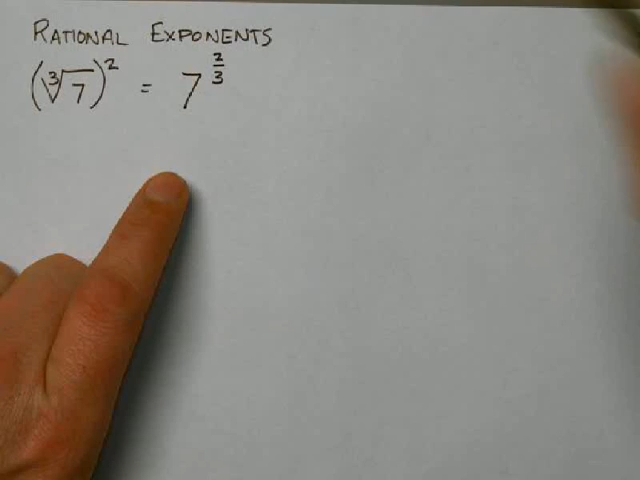 RATIONAL EXPONENTS
(∛7)² = 7^(2/3)